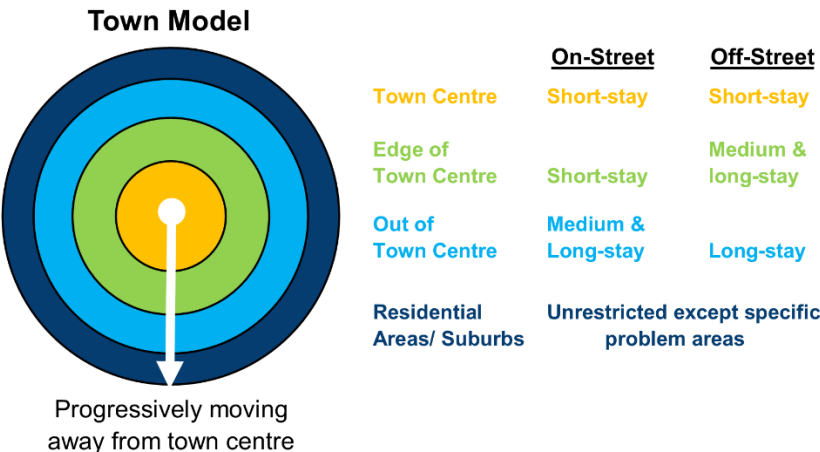 Town Model
On-Street Off-Street
Town Centre Short-stay Short-stay
Edge of Medium &
Town Centre Short-stay long-stay
Out of Medium &
Town Centre Long-stay Long-stay
Residential Unrestricted except specific
Areas/ Suburbs problem areas
Progressively moving
away from town centre